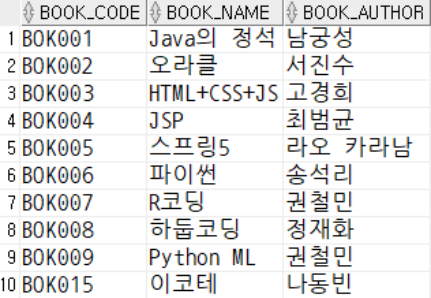 BOOK_CODE BOOK_NAME BOOK_AUTHOR
1 BOK001 Java의 정석 남궁성
2 BOK002 오라클 서진수
3 BOK003 HTML+CSS+JS 고경희
4 BOK004 JSP 최범균
5 BOK005 스프링5 라오 카라남
6 BOK006 파이썬 송석리
7 BOK007 R코딩 권철민
8 BOK008 하둡코딩 정재화
9 BOK009 Python ML 권철민
10 BOK015 이코테 나동빈